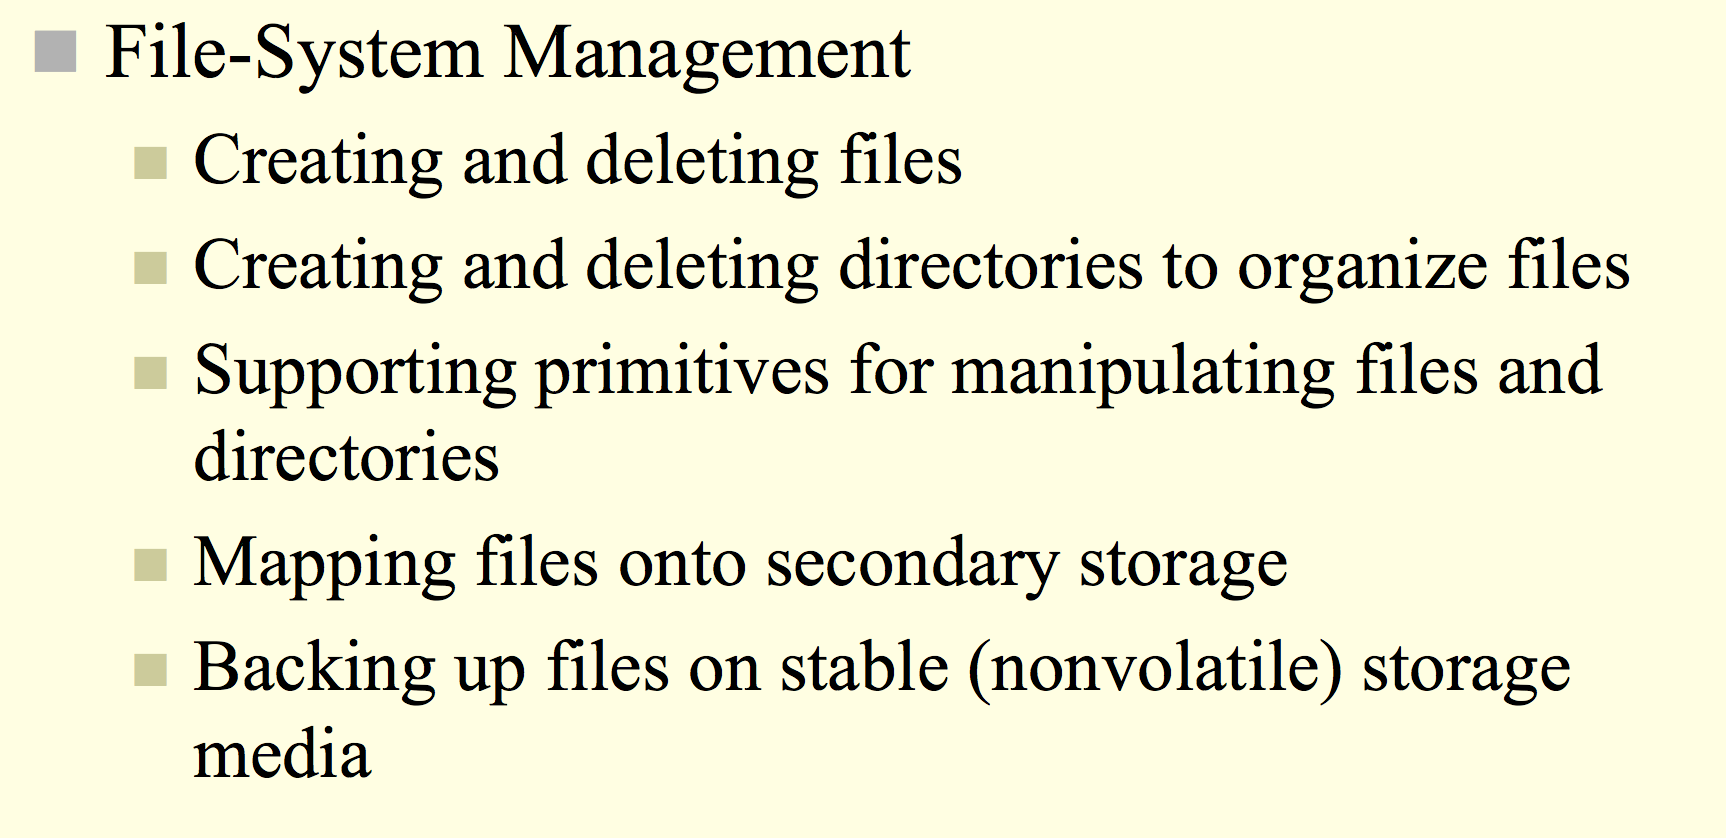 File-System Management
Creating and deleting files
Creating and deleting directories to organize files
Supporting primitives for manipulating files and
directories
Mapping files onto secondary storage
Backing up files on stable (nonvolatile) storage
media